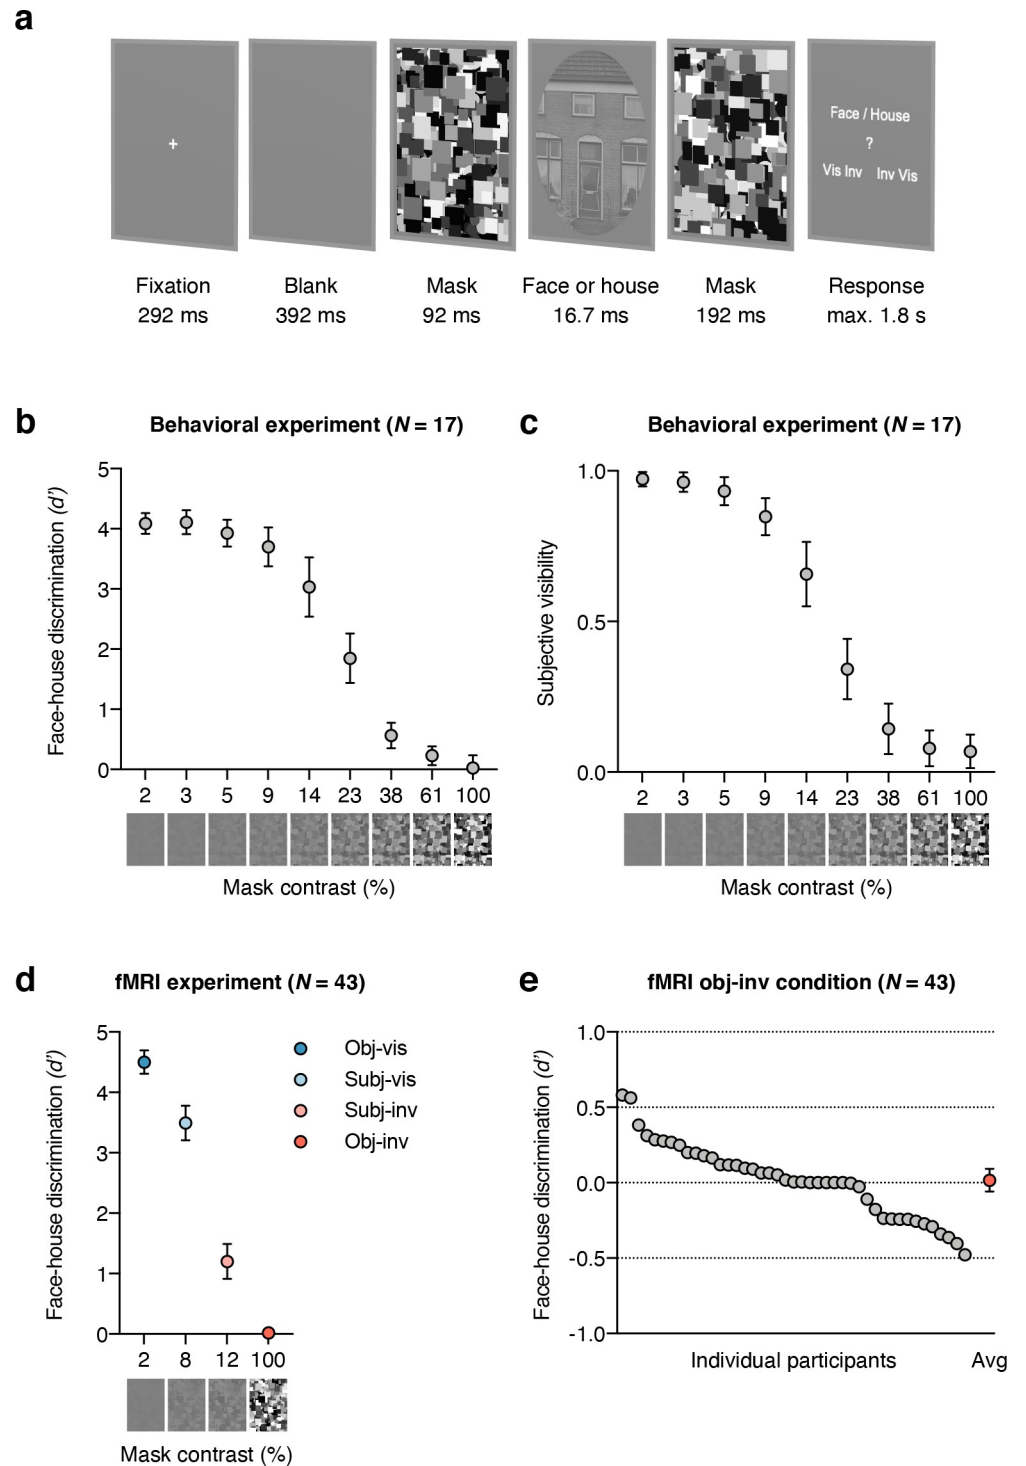 a
+
Face / House
?
Vis Inv Inv Vis
Fixation Blank Mask Face or house Mask Response
292 ms 392 ms 92 ms 16.7 ms 192 ms max. 1.8 s
b
Behavioral experiment (N = 17)
Face-house discrimination (d’)
5
4
3
2
1
0
2 3 5 9 14 23 38 61 100
Mask contrast (%)
c
Behavioral experiment (N = 17)
Subjective visibility
1.0
0.5
0.0
2 3 5 9 14 23 38 61 100
Mask contrast (%)
d
fMRI experiment (N = 43)
Face-house discrimination (d’)
5
4
3
2
1
0
2 8 12 100
Mask contrast (%)
Obj-vis
Subj-vis
Subj-inv
Obj-inv
e
fMRI obj-inv condition (N = 43)
Face-house discrimination (d’)
1.0
0.5
0.0
-0.5
-1.0
Individual participants Avg